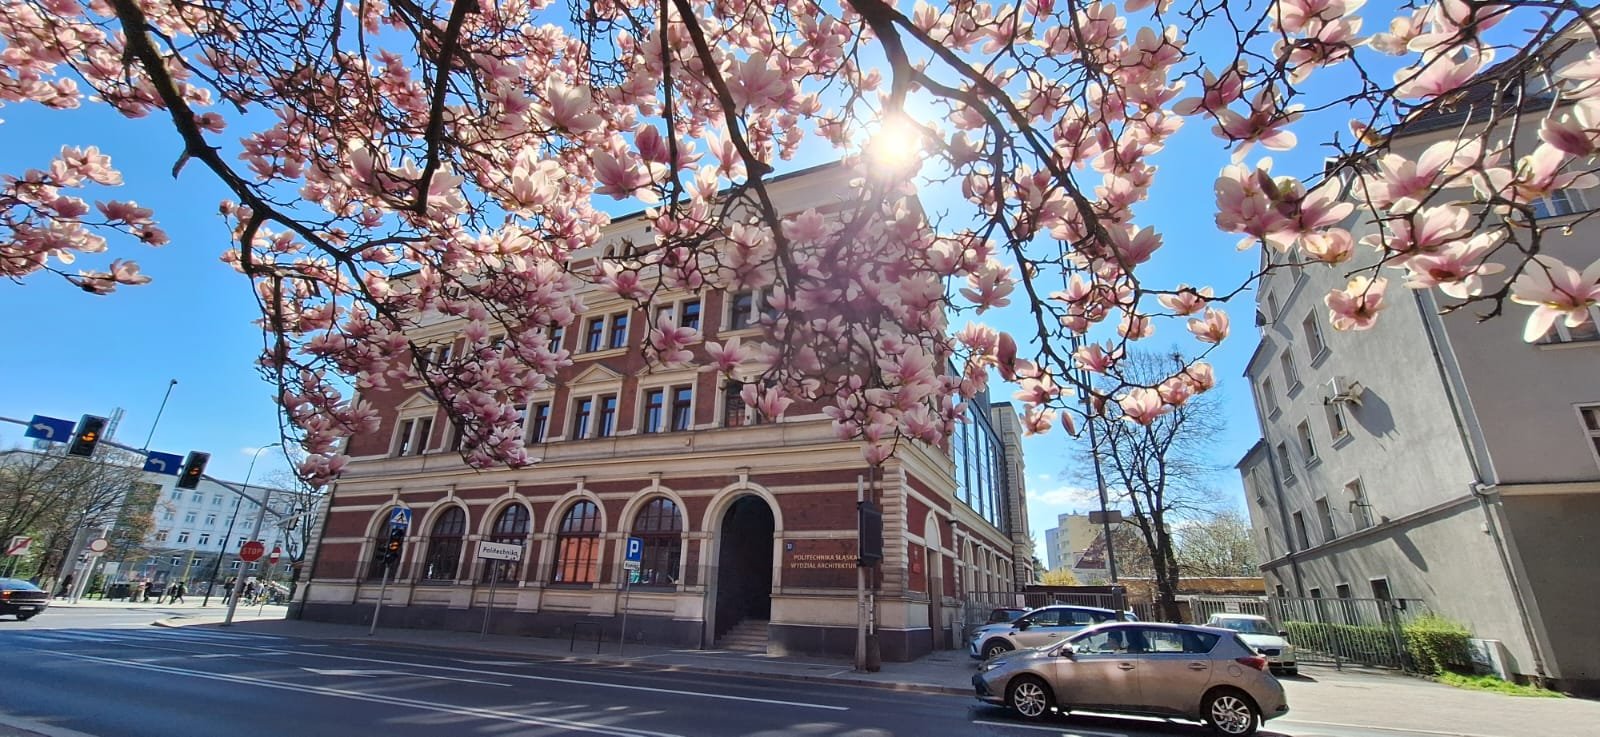 STOP
Politechnika
P
POLITECHNIKA ŚLĄSKA
WYDZIAŁ ARCHITEKTURY